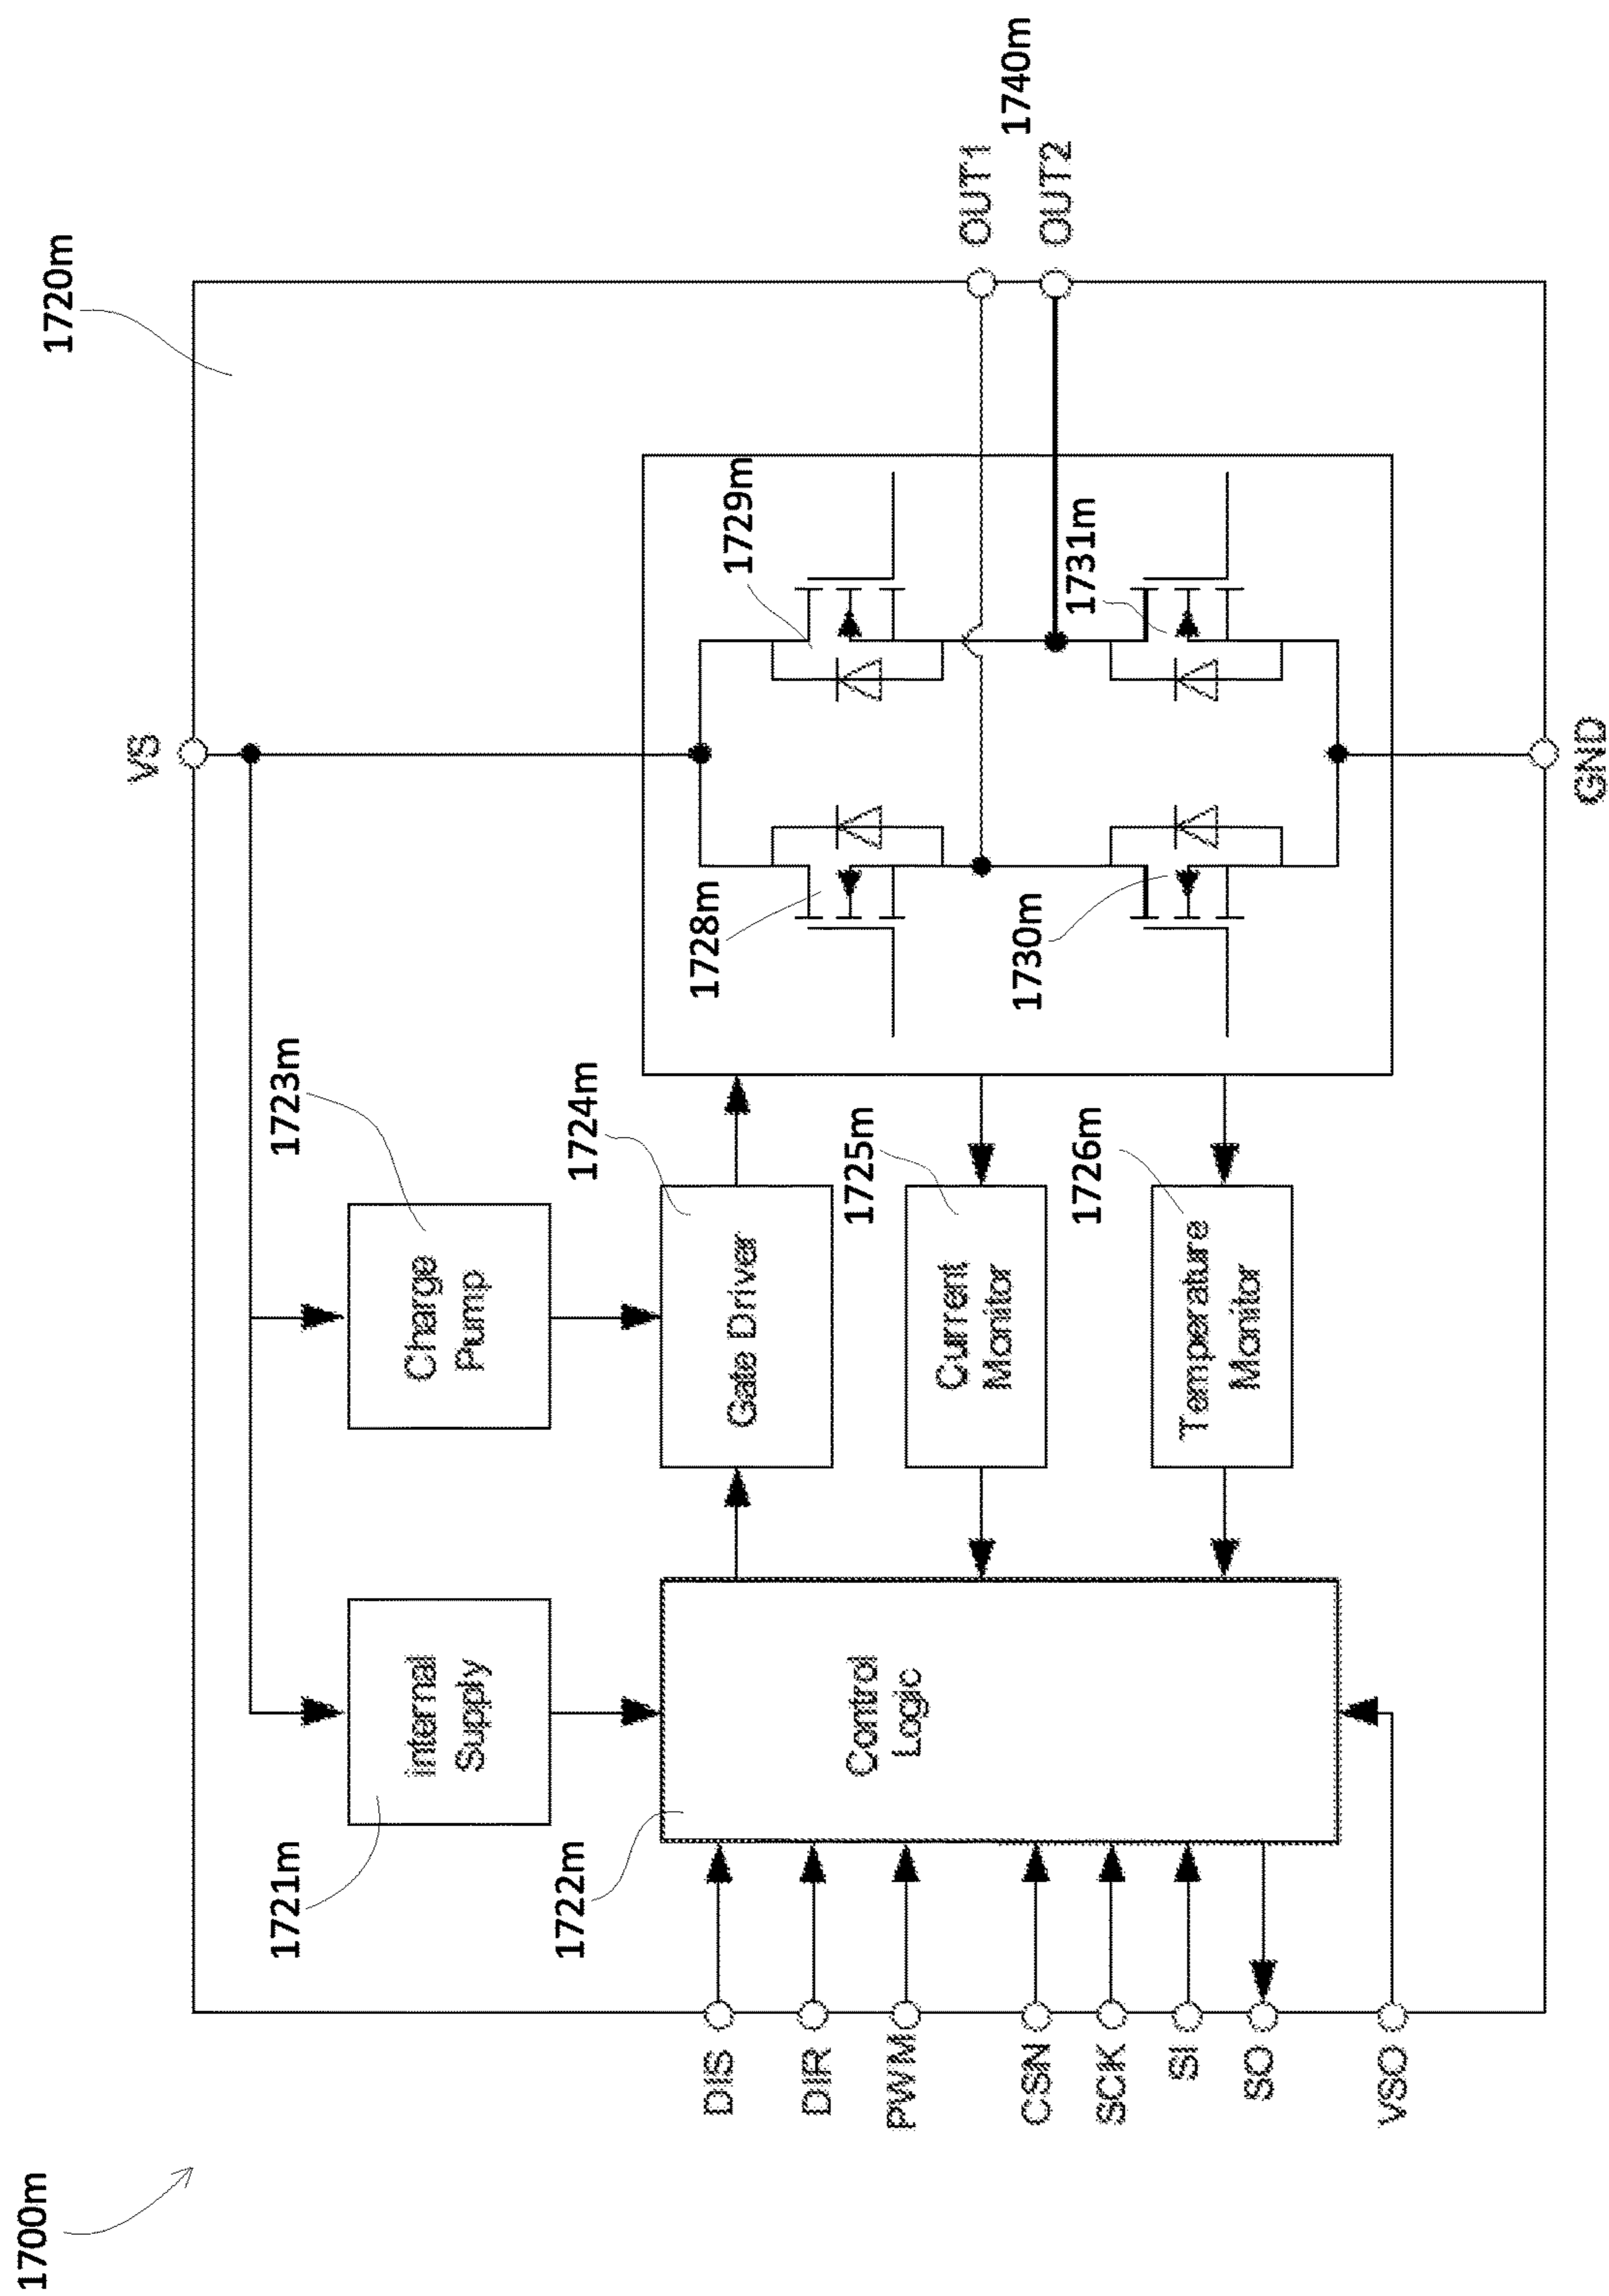 1700m
1720m
VS
1721m
Internal
Supply
1723m
Charge
Pump
1722m
Control
Logic
1724m
Gate Driver
1725m
Current
Monitor
1726m
Temperature
Monitor
1728m
1729m
1730m
1731m
DIS
DIR
PWM
CSN
SCK
SI
SO
VSO
OUT1
1740m
OUT2
GND